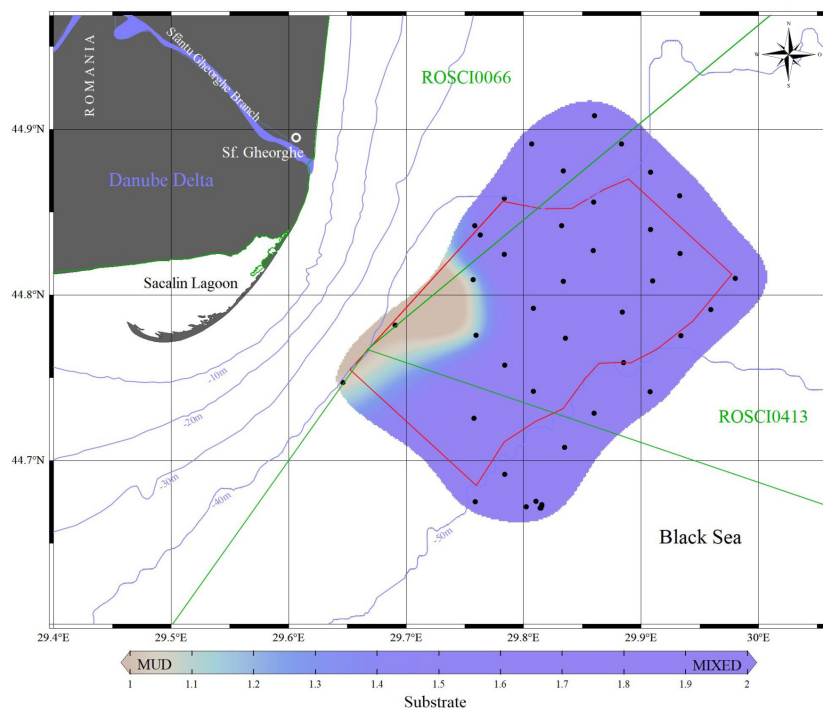 ROMANIA
Sfântu Gheorghe Branch
Sf. Gheorghe
Danube Delta
Sacalin Lagoon
ROSCI0066
N
W
O
S
44.9°N
44.8°N
44.7°N
-10m
-20m
-30m
-40m
-50m
ROSCI0413
Black Sea
29.4°E 29.5°E 29.6°E 29.7°E 29.8°E 29.9°E 30°E
MUD MIXED
1 1.1 1.2 1.3 1.4 1.5 1.6 1.7 1.8 1.9 2
Substrate